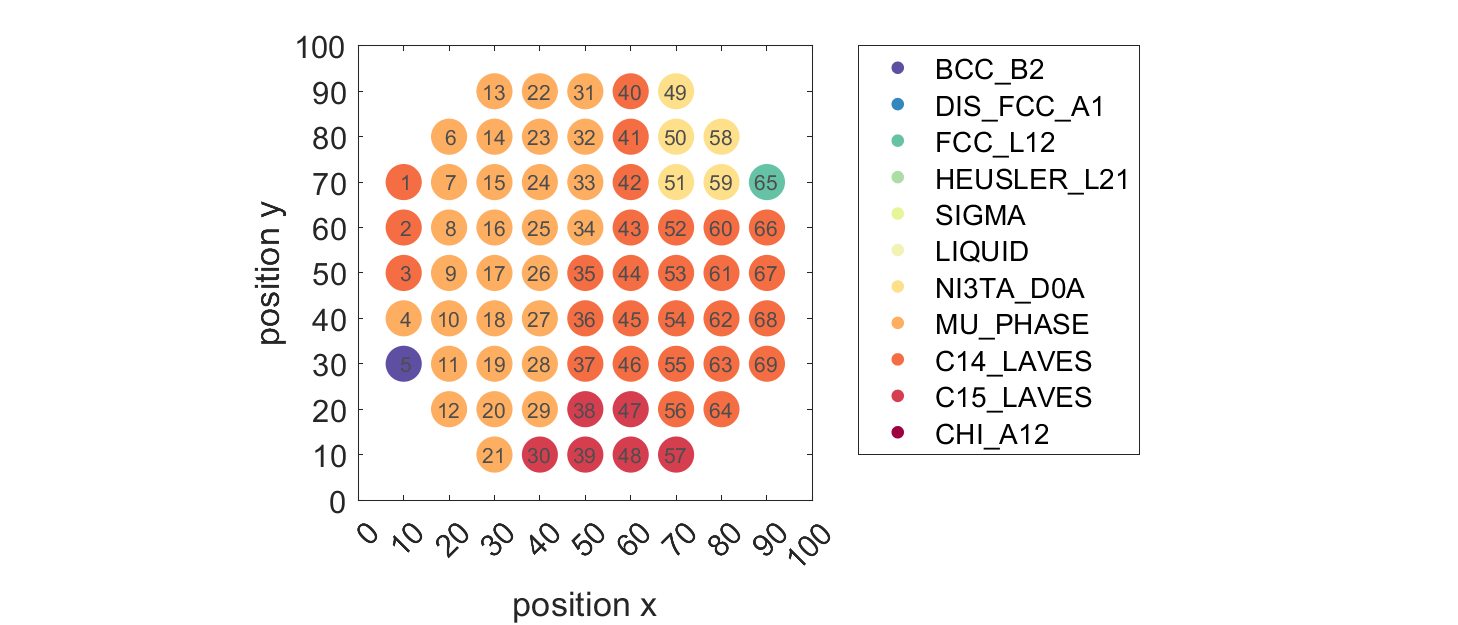 100
90
80
70
60
50
40
30
20
10
0
position y
13 22 31 40 49
6 14 23 32 41 50 58
1 7 15 24 33 42 51 59 65
2 8 16 25 34 43 52 60 66
3 9 17 26 35 44 53 61 67
4 10 18 27 36 45 54 62 68
5 11 19 28 37 46 55 63 69
12 20 29 38 47 56 64
21 30 39 48 57
0 10 20 30 40 50 60 70 80 90 100
position x
BCC_B2
DIS_FCC_A1
FCC_L12
HEUSLER_L21
SIGMA
LIQUID
NI3TA_D0A
MU_PHASE
C14_LAVES
C15_LAVES
CHI_A12